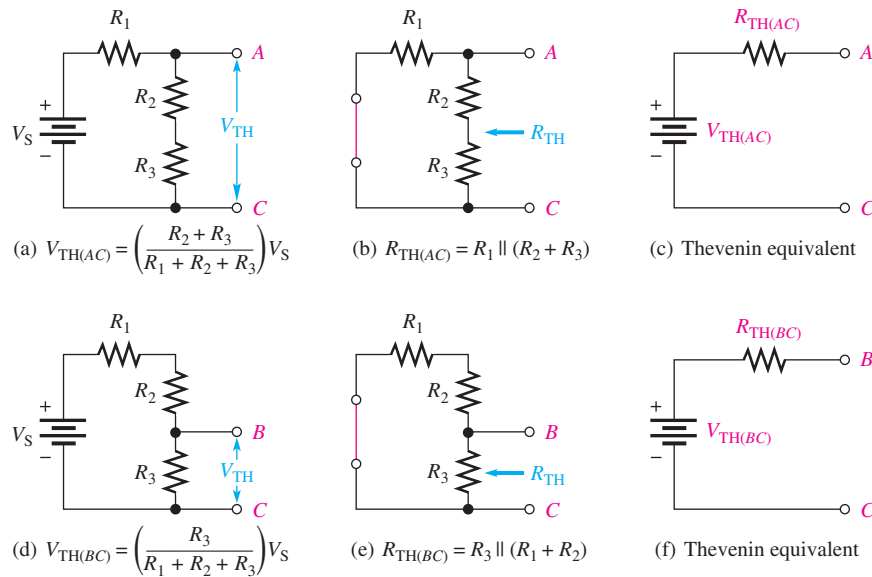 R1 A R1 A RTH(AC) A
R2 R2
+ +
VS VTH RTH VTH(AC)
− −
R3 R3
C C C
(a) VTH(AC) = ((R2 + R3)/(R1 + R2 + R3))VS (b) RTH(AC) = R1 || (R2 + R3) (c) Thevenin equivalent
R1 R1 RTH(BC) B
R2 R2
+ +
VS B B VTH(BC)
− −
R3 VTH R3 RTH
C C C
(d) VTH(BC) = (R3/(R1 + R2 + R3))VS (e) RTH(BC) = R3 || (R1 + R2) (f) Thevenin equivalent